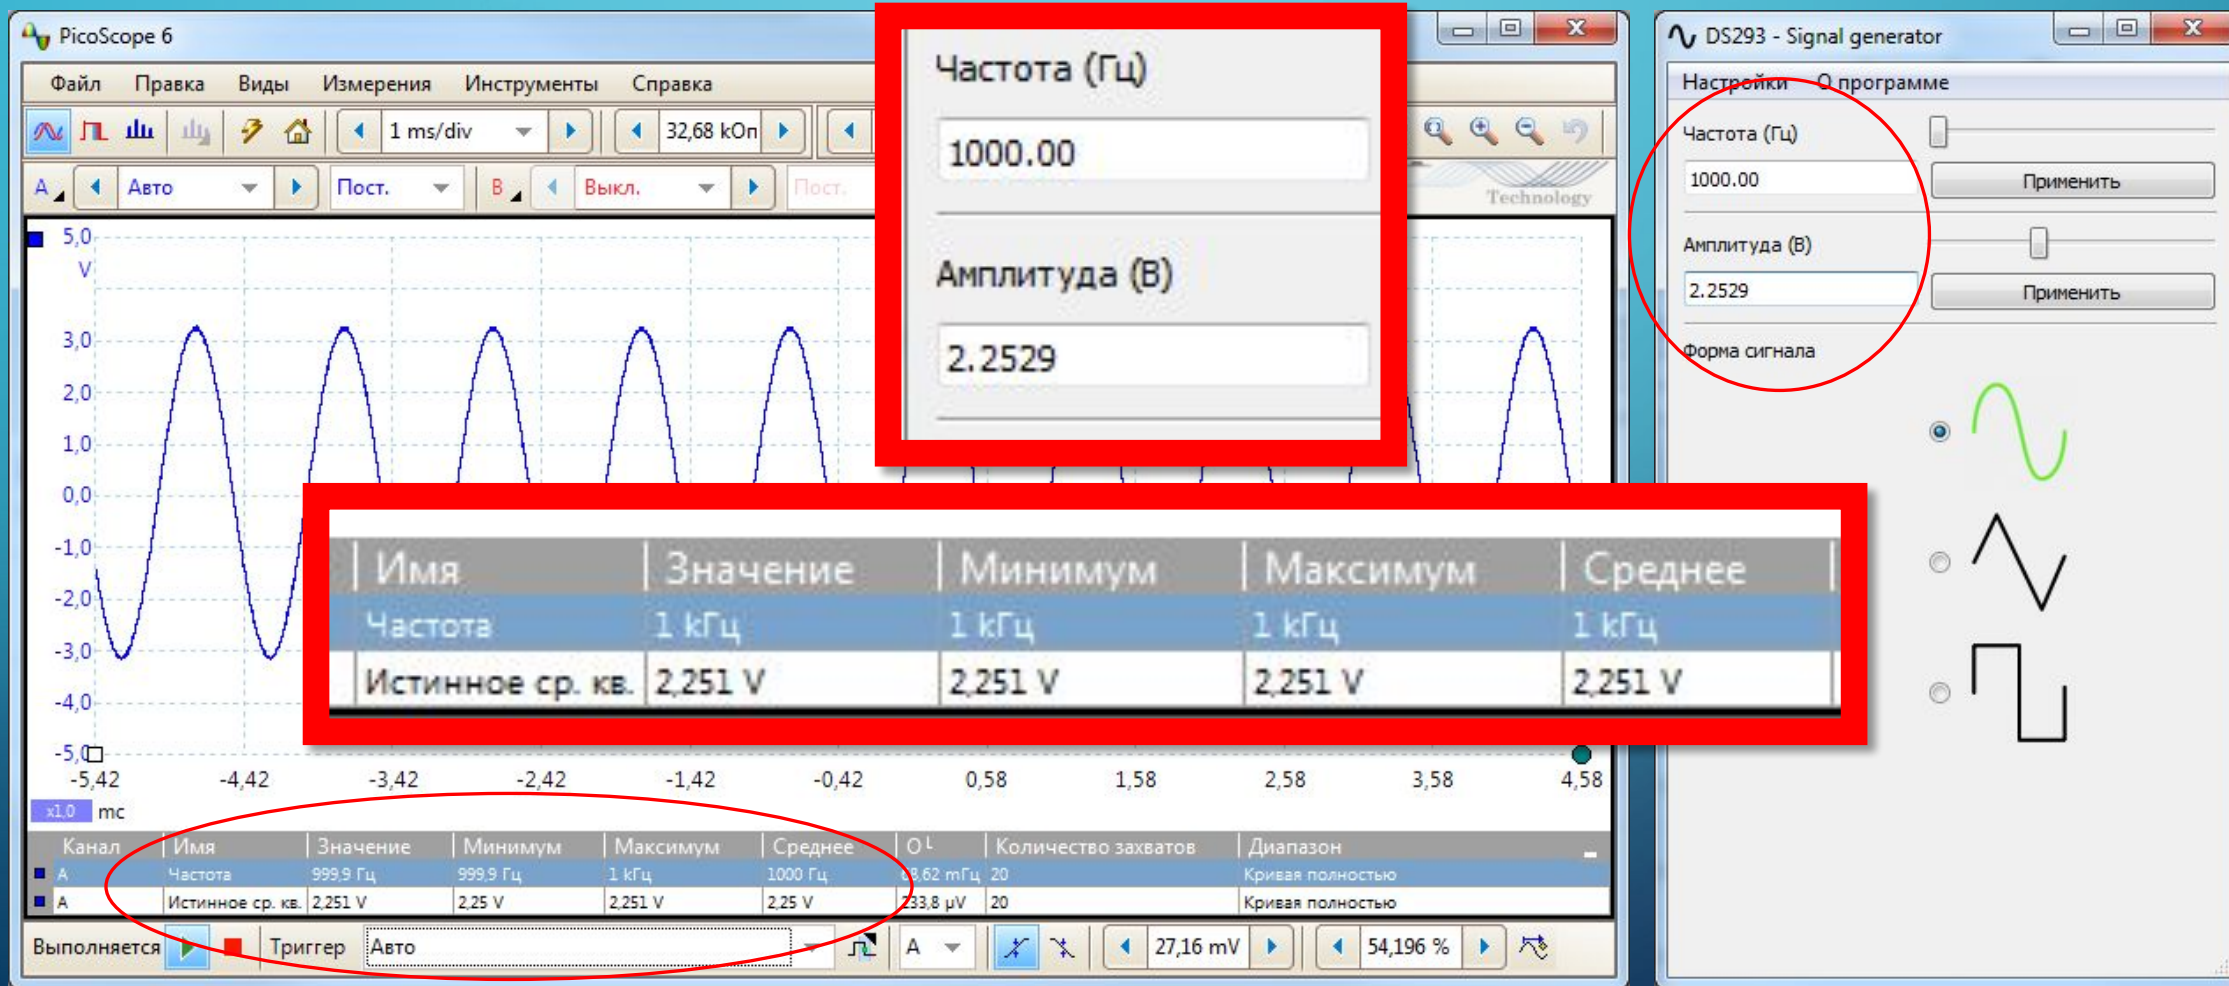 PicoScope 6
Файл Правка Виды Измерения Инструменты Справка
1 ms/div 32,68 kОп
A Авто Пост. B Выкл. Пост.
Technology
5,0
V
3,0
2,0
1,0
0,0
-1,0
-2,0
-3,0
-4,0
-5,0
-5,42 -4,42 -3,42 -2,42 -1,42 -0,42 0,58 1,58 2,58 3,58 4,58
x1,0 mс
Частота (Гц)
1000.00
Амплитуда (В)
2.2529
Имя Значение Минимум Максимум Среднее
Частота 1 kГц 1 kГц 1 kГц 1 kГц
Истинное ср. кв. 2,251 V 2,251 V 2,251 V 2,251 V
Канал Имя Значение Минимум Максимум Среднее Количество захватов Диапазон
A Частота 999,9 Гц 999,9 Гц 1 kГц 1000 Гц 20 Кривая полностью
A Истинное ср. кв. 2,251 V 2,25 V 2,251 V 2,25 V 233,8 µV 20 Кривая полностью
Выполняется Триггер Авто A 27,16 mV 54,196 %
DS293 - Signal generator
Настройки О программе
Частота (Гц)
1000.00 Применить
Амплитуда (В)
2.2529 Применить
Форма сигнала